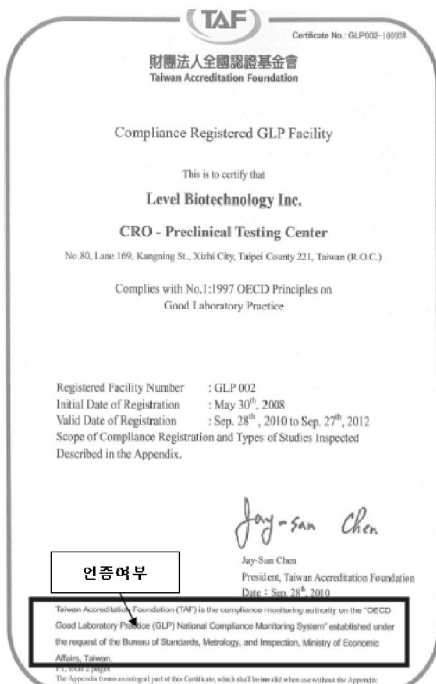 TAF
Certificate No.: GLP002-100928
財團法人全國認證基金會
Taiwan Accreditation Foundation
Compliance Registered GLP Facility
This is to certify that
Level Biotechnology Inc.
CRO - Preclinical Testing Center
No.80, Lane 169, Kangning St., Xizhi City, Taipei County 221, Taiwan (R.O.C.)
Complies with No.1:1997 OECD Principles on
Good Laboratory Practice
Registered Facility Number : GLP 002
Initial Date of Registration : May 30th, 2008
Valid Date of Registration : Sep. 28th, 2010 to Sep. 27th, 2012
Scope of Compliance Registration and Types of Studies Inspected
Described in the Appendix.
Jay-San Chen
Jay-San Chen
President, Taiwan Accreditation Foundation
Date : Sep. 28th, 2010
인증여부
Taiwan Accreditation Foundation (TAF) is the compliance monitoring authority on the "OECD
Good Laboratory Practice (GLP) National Compliance Monitoring System" established under
the request of the Bureau of Standards, Metrology, and Inspection, Ministry of Economic
Affairs, Taiwan.
P1, total 2 pages
The Appendix forms an integral part of this Certificate, which shall be invalid when use without the Appendix